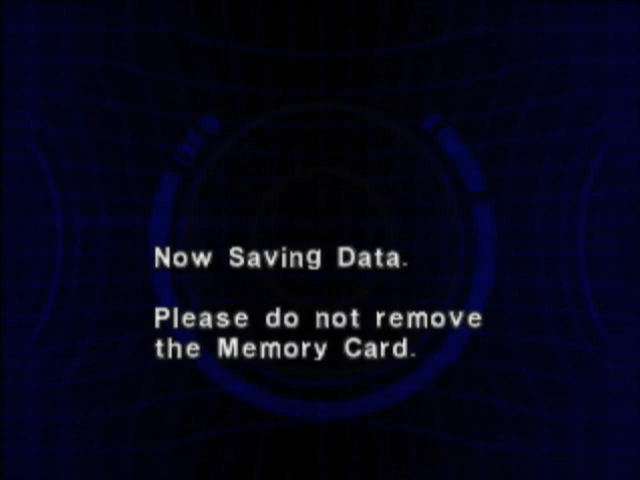 Now Saving Data.
Please do not remove
the Memory Card.